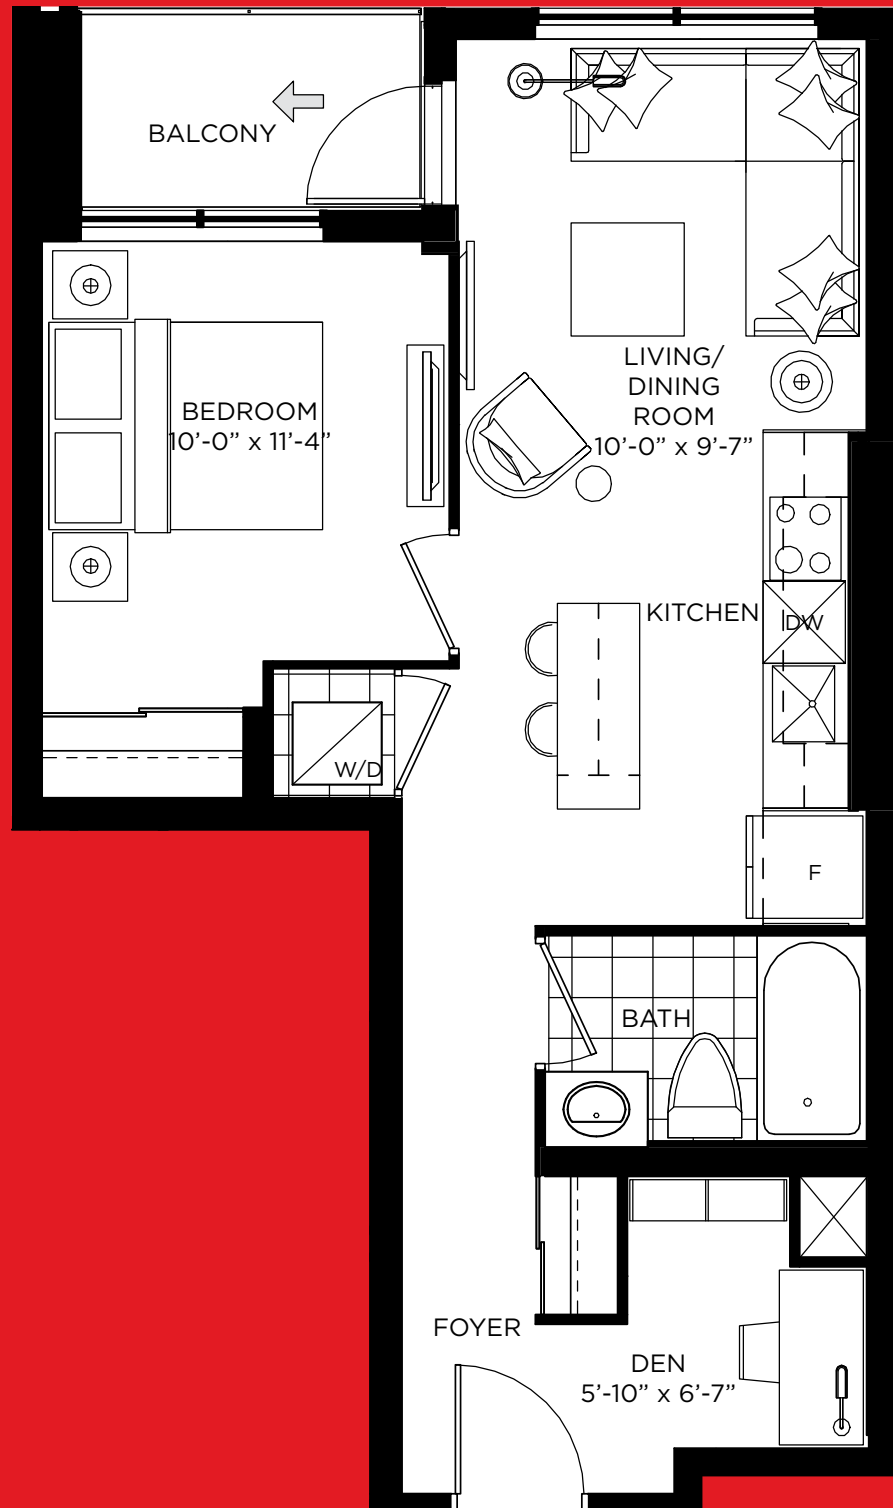 BALCONY
LIVING/
DINING
ROOM
10’-0” x 9’-7”
BEDROOM
10’-0” x 11’-4”
KITCHEN
DW
W/D
F
BATH
FOYER
DEN
5’-10” x 6’-7”